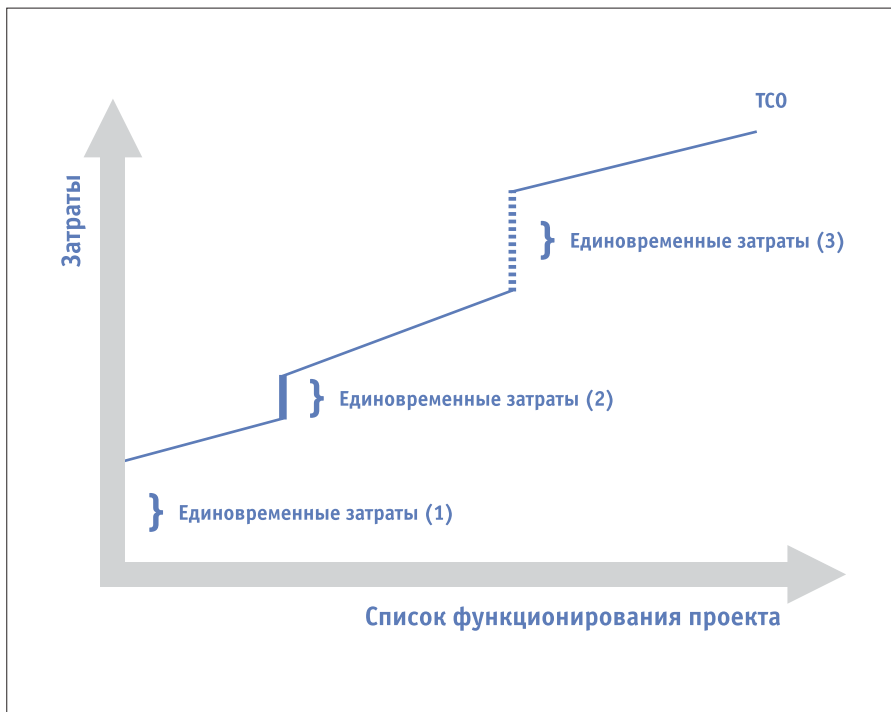 TCO
Затраты
Единовременные затраты (3)
Единовременные затраты (2)
Единовременные затраты (1)
Список функционирования проекта